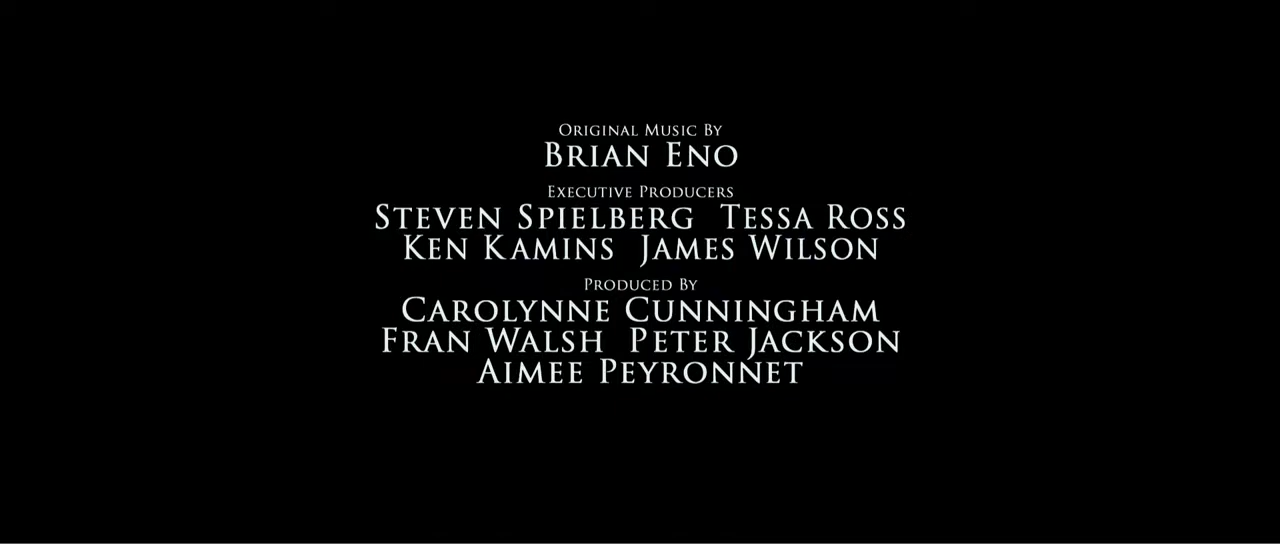 Original Music By
Brian Eno
Executive Producers
Steven Spielberg Tessa Ross
Ken Kamins James Wilson
Produced By
Carolynne Cunningham
Fran Walsh Peter Jackson
Aimee Peyronnet